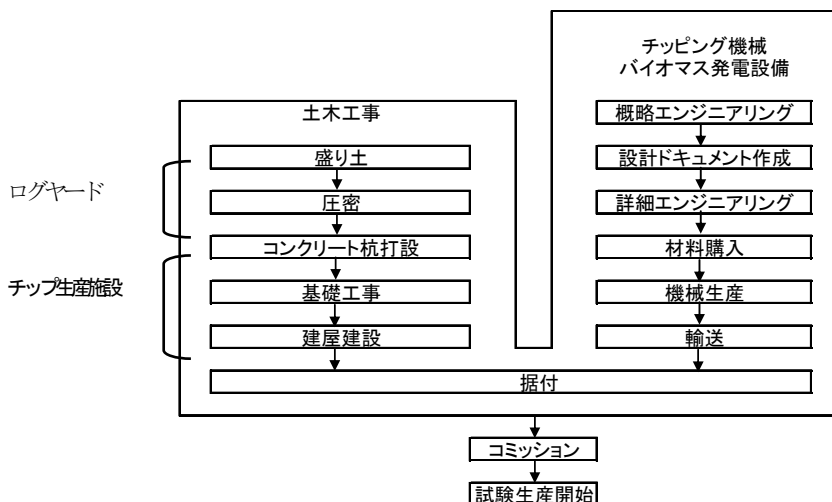 チッピング機械
バイオマス発電設備
土木工事
概略エンジニアリング
盛り土
設計ドキュメント作成
ログヤード
圧密
詳細エンジニアリング
コンクリート杭打設
材料購入
チップ生産施設
基礎工事
機械生産
建屋建設
輸送
据付
コミッション
試験生産開始